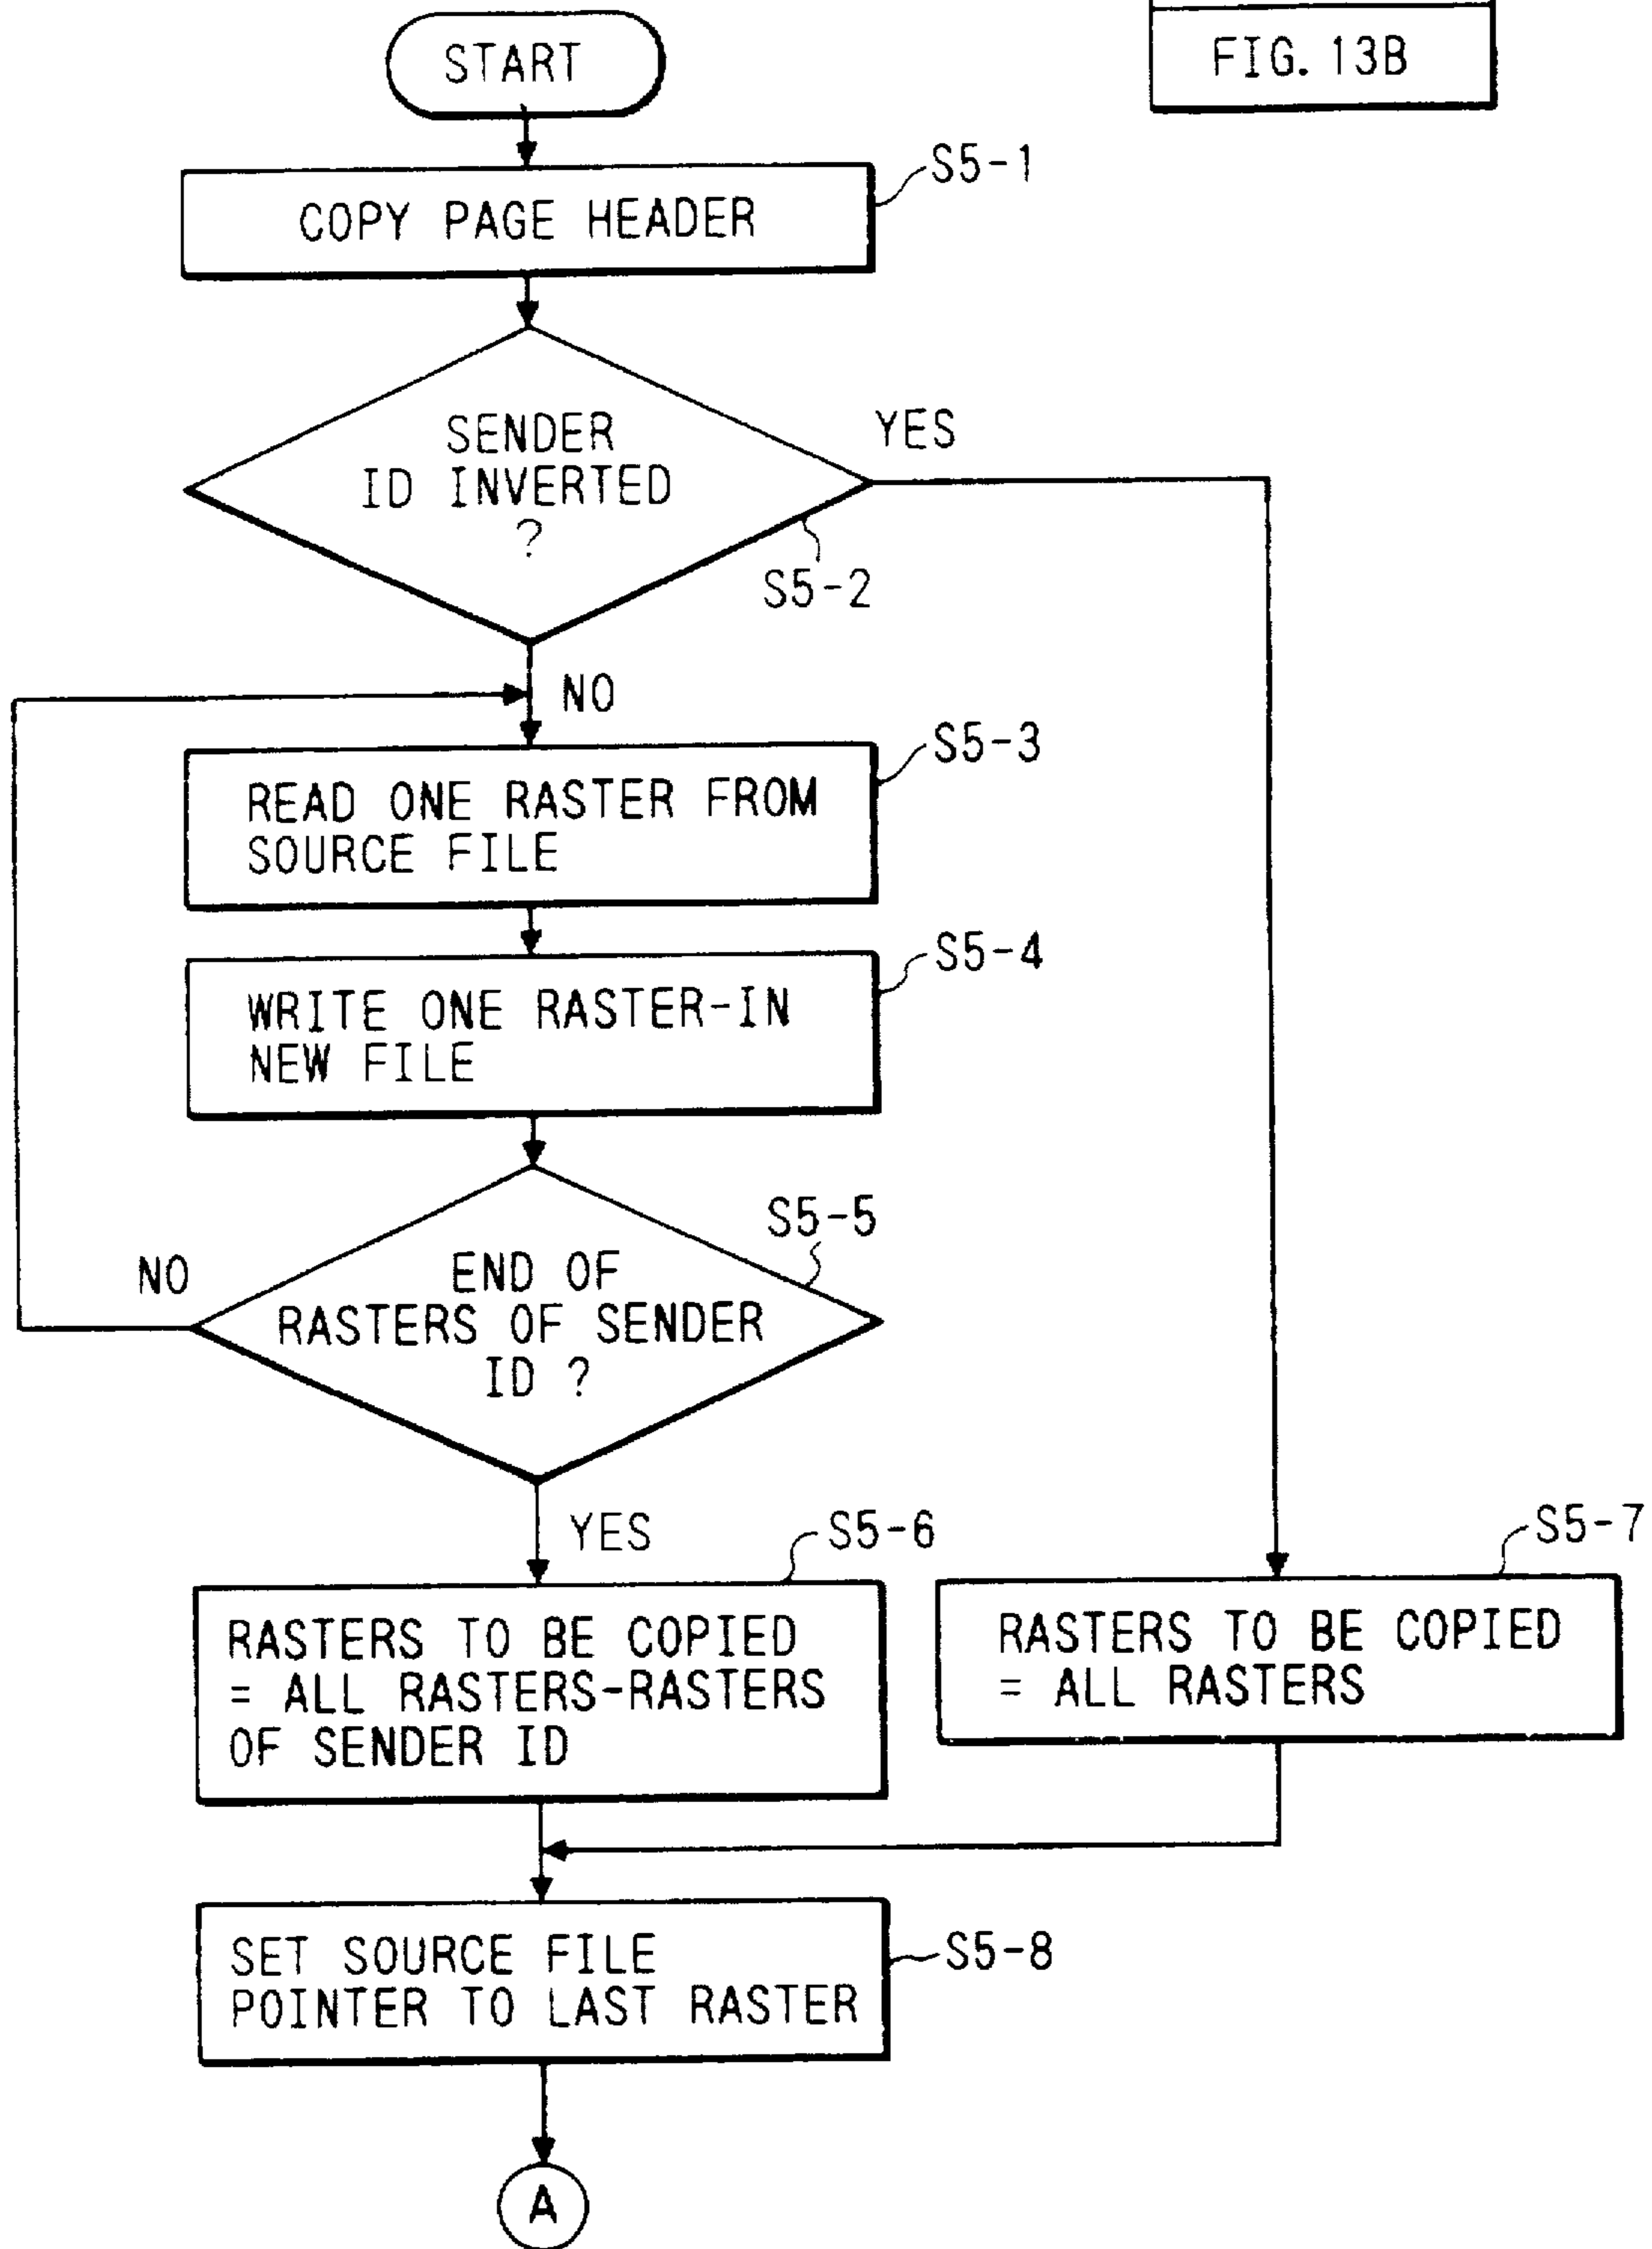 FIG. 13B
START
S5-1
COPY PAGE HEADER
SENDER
ID INVERTED
?
YES
S5-2
NO
S5-3
READ ONE RASTER FROM
SOURCE FILE
S5-4
WRITE ONE RASTER-IN
NEW FILE
S5-5
NO
END OF
RASTERS OF SENDER
ID ?
YES
S5-6
S5-7
RASTERS TO BE COPIED
= ALL RASTERS-RASTERS
OF SENDER ID
RASTERS TO BE COPIED
= ALL RASTERS
SET SOURCE FILE
POINTER TO LAST RASTER
S5-8
A